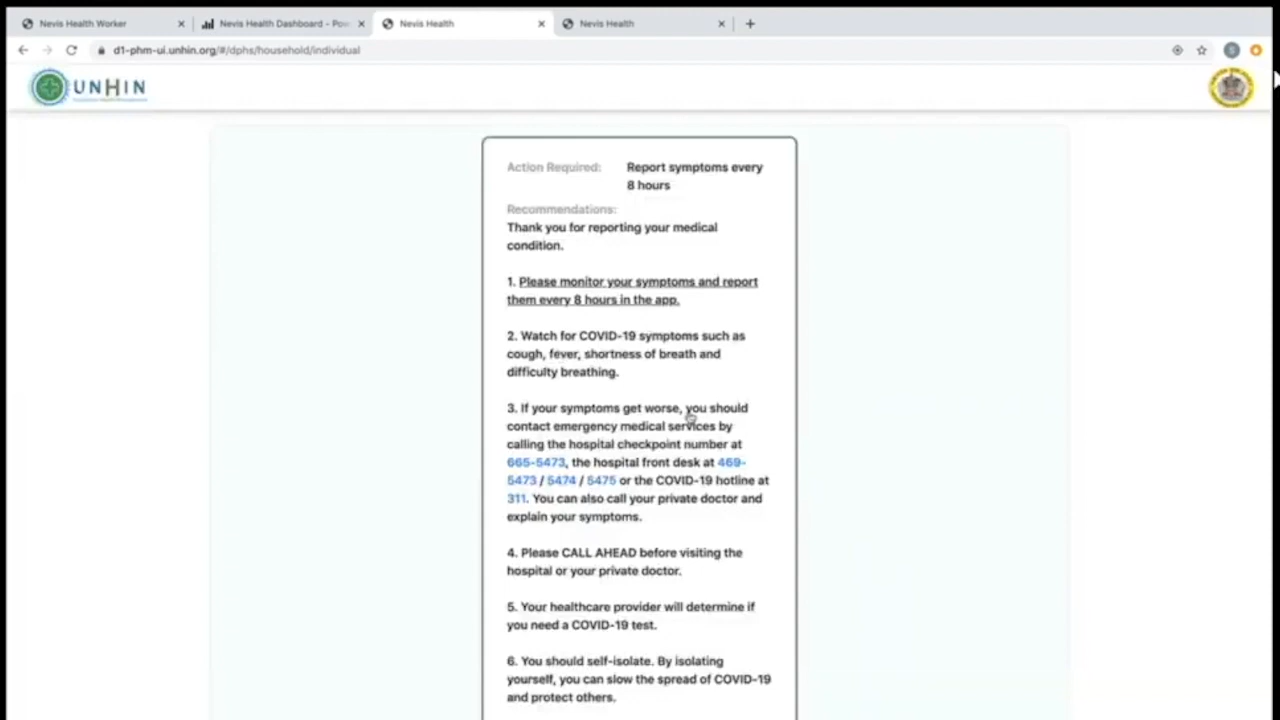 Nevis Health Worker
Nevis Health Dashboard - Pow
Nevis Health
Nevis Health
d1-phm-ui.unhin.org/#/dphs/household/individual
UNHIN
Action Required: Report symptoms every
8 hours
Recommendations:
Thank you for reporting your medical
condition.
1. Please monitor your symptoms and report
them every 8 hours in the app.
2. Watch for COVID-19 symptoms such as
cough, fever, shortness of breath and
difficulty breathing.
3. If your symptoms get worse, you should
contact emergency medical services by
calling the hospital checkpoint number at
665-5473, the hospital front desk at 469-
5473 / 5474 / 5475 or the COVID-19 hotline at
311. You can also call your private doctor and
explain your symptoms.
4. Please CALL AHEAD before visiting the
hospital or your private doctor.
5. Your healthcare provider will determine if
you need a COVID-19 test.
6. You should self-isolate. By isolating
yourself, you can slow the spread of COVID-19
and protect others.